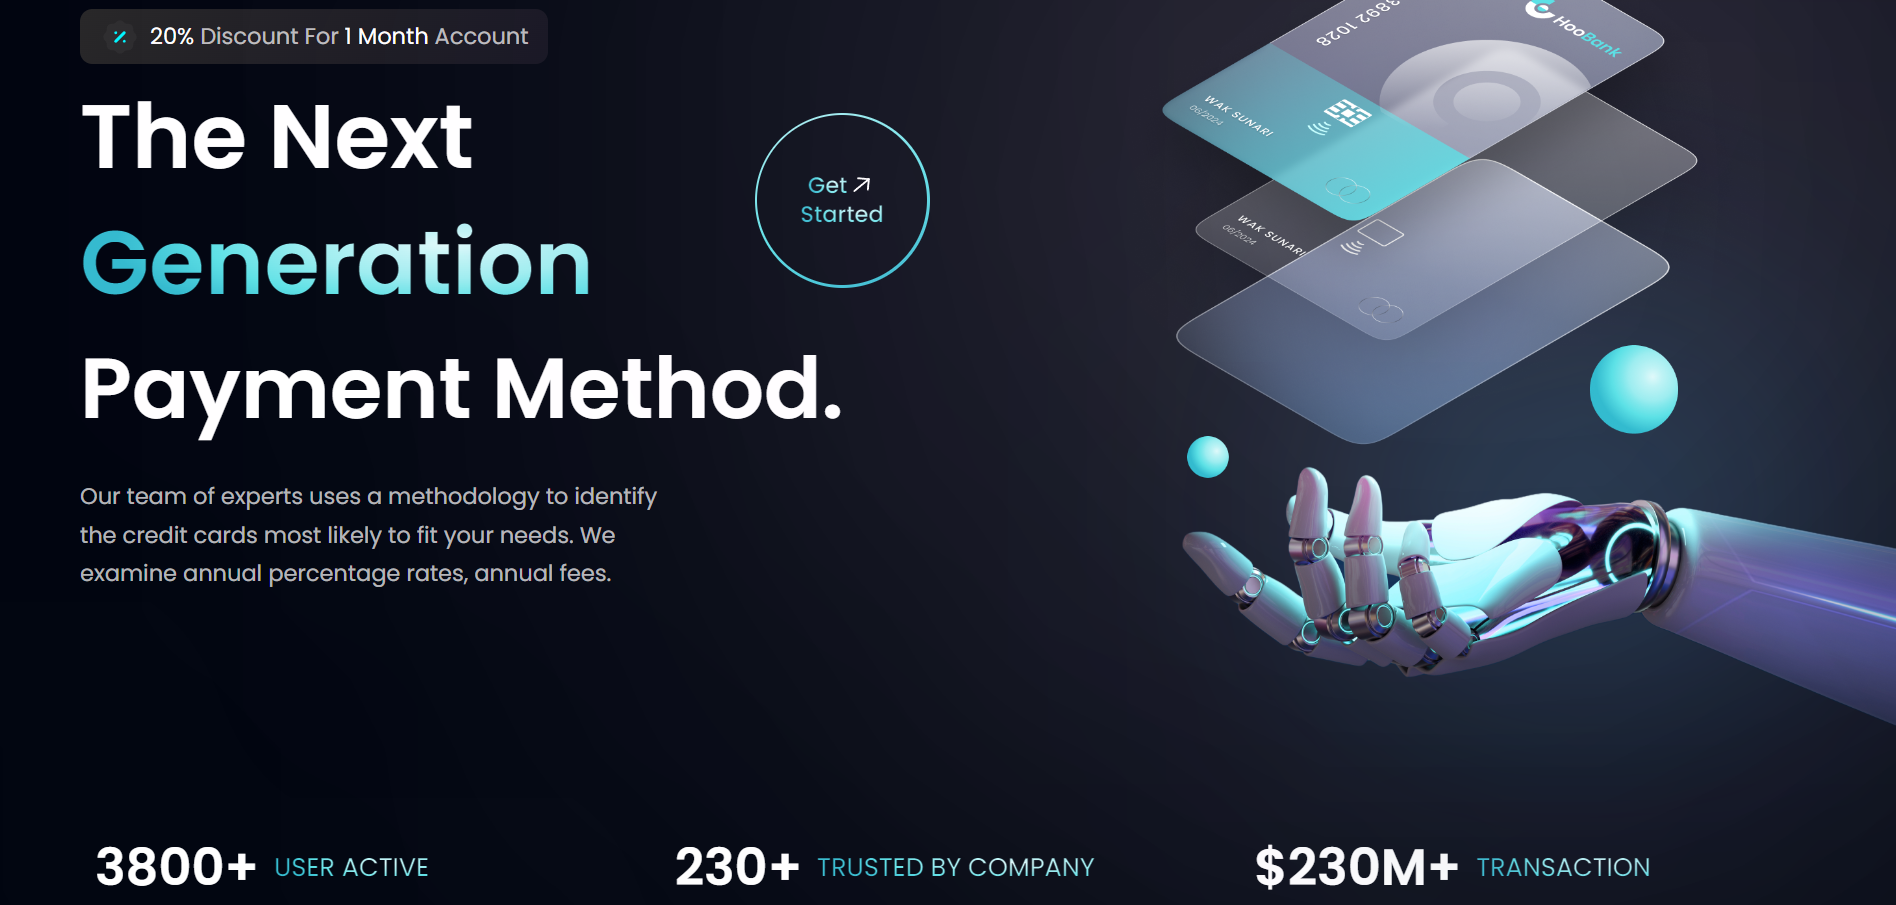 20% Discount For 1 Month Account
The Next
Generation
Payment Method.
Get
Started
Our team of experts uses a methodology to identify
the credit cards most likely to fit your needs. We
examine annual percentage rates, annual fees.
3892 1028
HooBank
WAK SUNARI
06/2024
WAK SUNARI
06/2024
3800+ USER ACTIVE
230+ TRUSTED BY COMPANY
$230M+ TRANSACTION